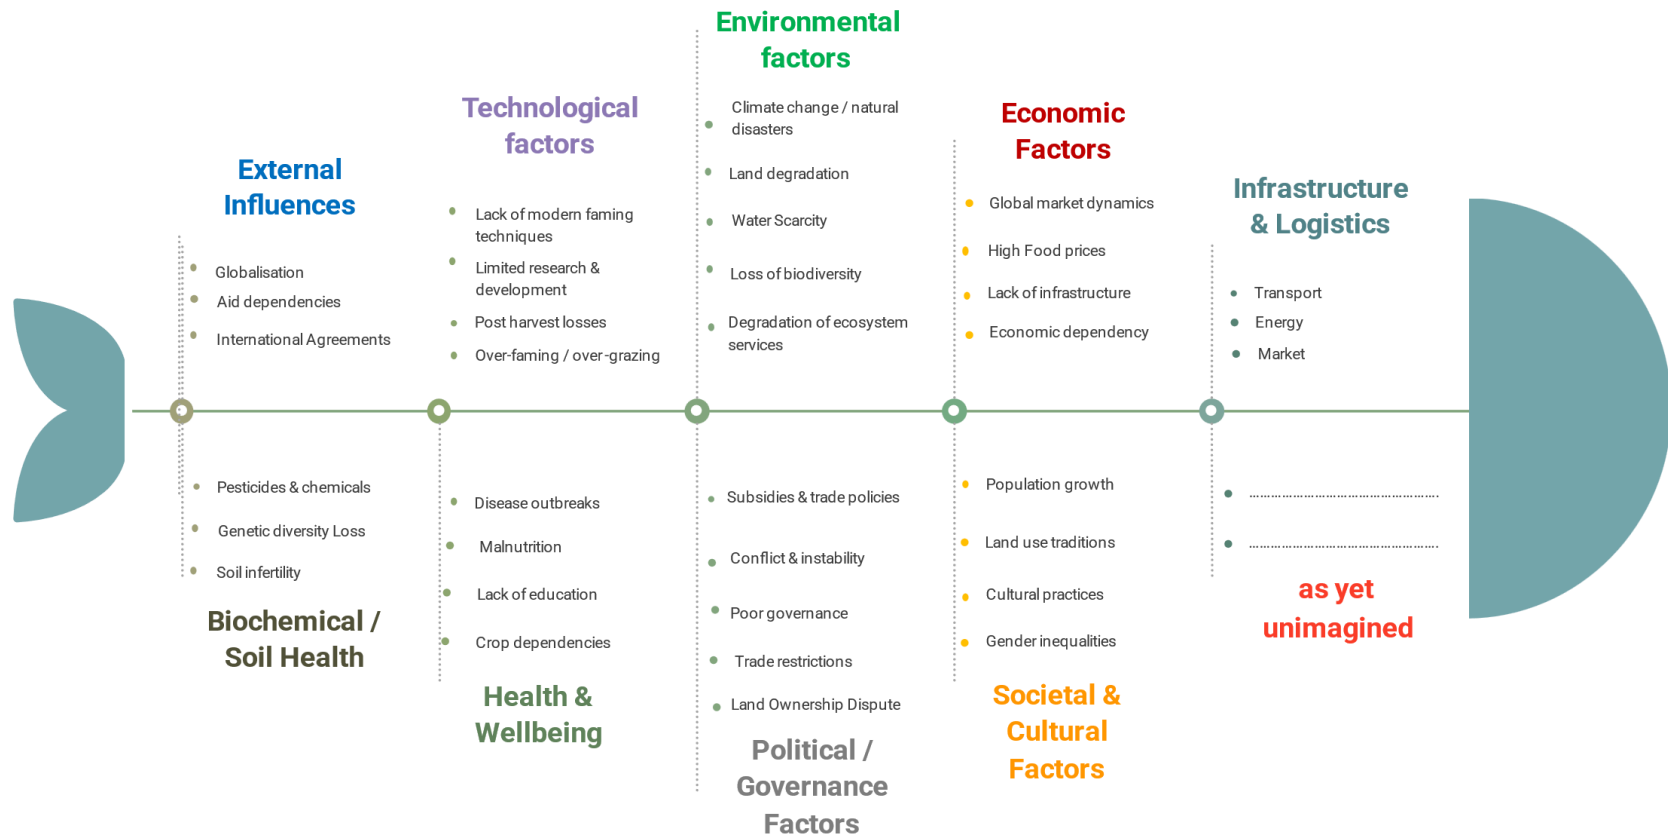 Environmental
factors
Climate change / natural
disasters
Land degradation
Water Scarcity
Loss of biodiversity
Degradation of ecosystem
services
Technological
factors
Lack of modern faming
techniques
Limited research &
development
Post harvest losses
Over-faming / over-grazing
Economic
Factors
Global market dynamics
High Food prices
Lack of infrastructure
Economic dependency
External
Influences
Globalisation
Aid dependencies
International Agreements
Infrastructure
& Logistics
Transport
Energy
Market
Pesticides & chemicals
Genetic diversity Loss
Soil infertility
Biochemical /
Soil Health
Disease outbreaks
Malnutrition
Lack of education
Crop dependencies
Health &
Wellbeing
Subsidies & trade policies
Conflict & instability
Poor governance
Trade restrictions
Land Ownership Dispute
Political /
Governance
Factors
Population growth
Land use traditions
Cultural practices
Gender inequalities
Societal &
Cultural
Factors
……………………………………….
……………………………………….
as yet
unimagined